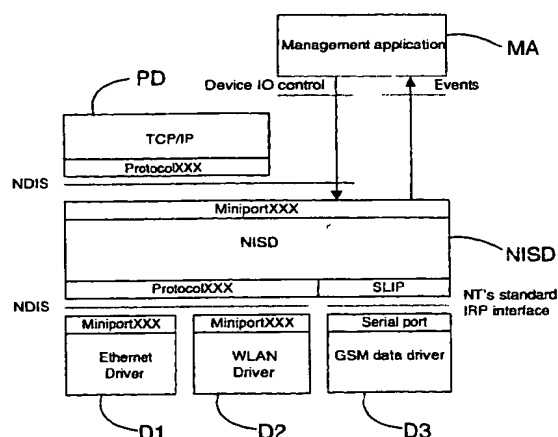 Management application
MA
Device IO control
Events
PD
TCP/IP
ProtocolXXX
NDIS
MiniportXXX
NISD
NISD
ProtocolXXX
SLIP
NDIS
NT's standard
IRP interface
MiniportXXX
MiniportXXX
Serial port
Ethernet
Driver
WLAN
Driver
GSM data driver
D1
D2
D3